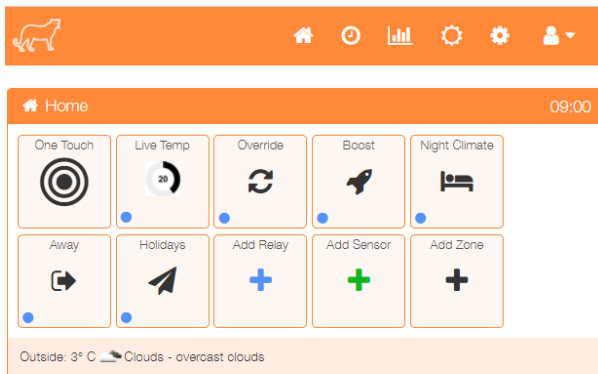 Home 09:00
One Touch Live Temp Override Boost Night Climate
20
Away Holidays Add Relay Add Sensor Add Zone
Outside: 3° C Clouds - overcast clouds